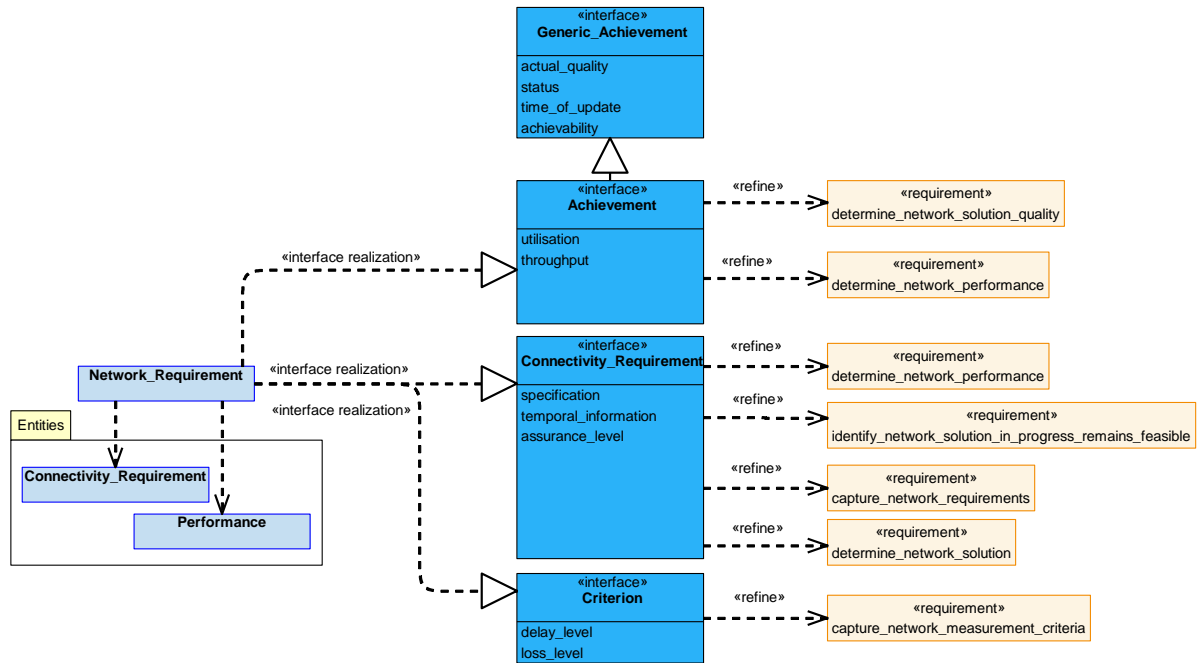 «interface»
Generic_Achievement
actual_quality
status
time_of_update
achievability
«interface»
Achievement
utilisation
throughput
«refine»
«requirement»
determine_network_solution_quality
«refine»
«requirement»
determine_network_performance
«interface realization»
«interface»
Connectivity_Requirement
specification
temporal_information
assurance_level
«refine»
«requirement»
determine_network_performance
«refine»
«requirement»
identify_network_solution_in_progress_remains_feasible
«refine»
«requirement»
capture_network_requirements
«refine»
«requirement»
determine_network_solution
Network_Requirement
«interface realization»
«interface realization»
Entities
Connectivity_Requirement
Performance
«interface»
Criterion
delay_level
loss_level
«refine»
«requirement»
capture_network_measurement_criteria